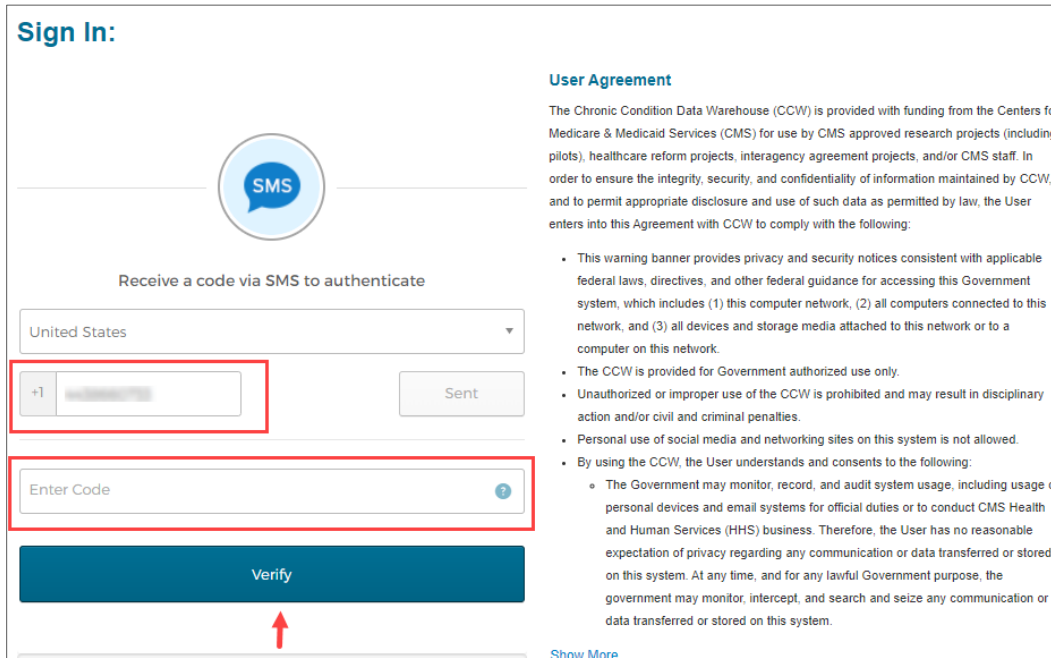 Sign In:
SMS
Receive a code via SMS to authenticate
United States
+1
Sent
Enter Code
?
Verify
User Agreement
The Chronic Condition Data Warehouse (CCW) is provided with funding from the Centers
Medicare & Medicaid Services (CMS) for use by CMS approved research projects (including
pilots), healthcare reform projects, interagency agreement projects, and/or CMS staff. In
order to ensure the integrity, security, and confidentiality of information maintained by CCW,
and to permit appropriate disclosure and use of such data as permitted by law, the User
enters into this Agreement with CCW to comply with the following:
• This warning banner provides privacy and security notices consistent with applicable
federal laws, directives, and other federal guidance for accessing this Government
system, which includes (1) this computer network, (2) all computers connected to this
network, and (3) all devices and storage media attached to this network or to a
computer on this network.
• The CCW is provided for Government authorized use only.
• Unauthorized or improper use of the CCW is prohibited and may result in disciplinary
action and/or civil and criminal penalties.
• Personal use of social media and networking sites on this system is not allowed.
• By using the CCW, the User understands and consents to the following:
◦ The Government may monitor, record, and audit system usage, including usage
personal devices and email systems for official duties or to conduct CMS Health
and Human Services (HHS) business. Therefore, the User has no reasonable
expectation of privacy regarding any communication or data transferred or stored
on this system. At any time, and for any lawful Government purpose, the
government may monitor, intercept, and search and seize any communication or
data transferred or stored on this system.
Show More